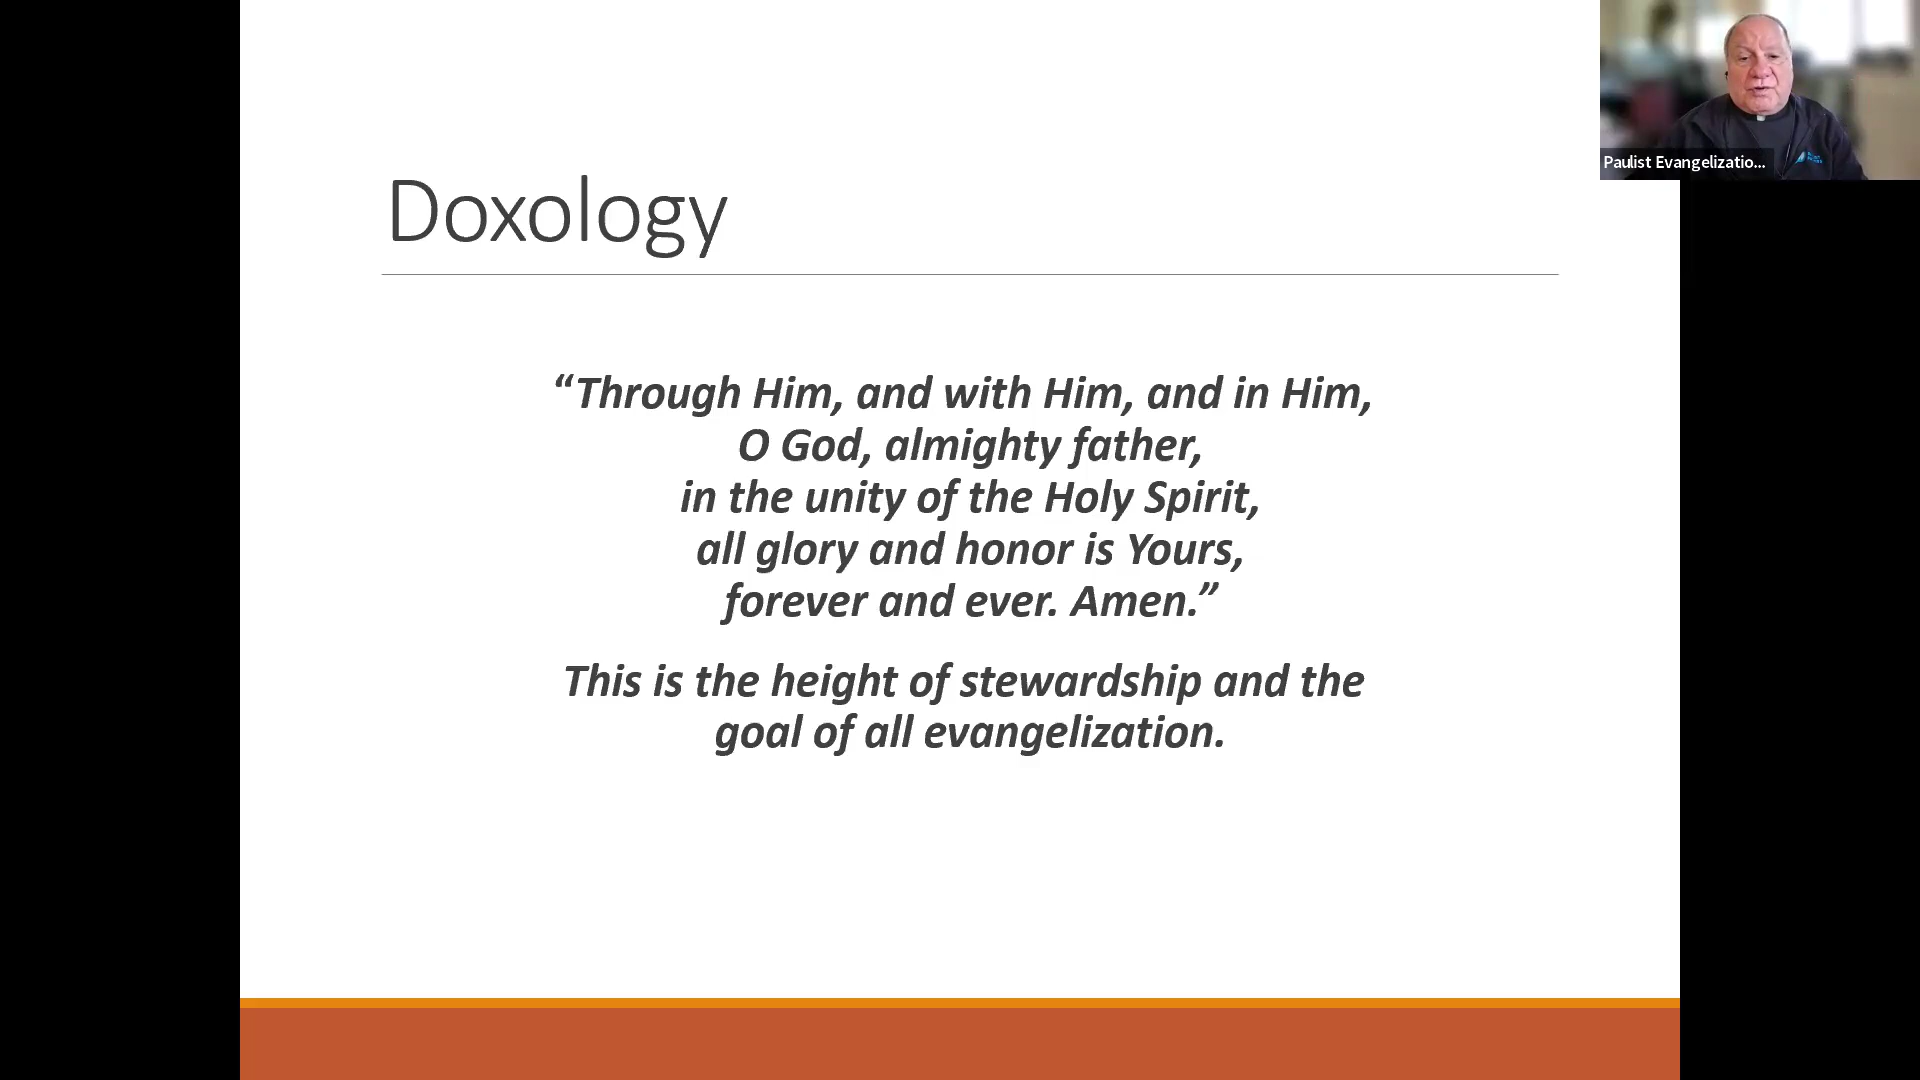 Paulist Evangelizatio...
Doxology
“Through Him, and with Him, and in Him,
O God, almighty father,
in the unity of the Holy Spirit,
all glory and honor is Yours,
forever and ever. Amen.”
This is the height of stewardship and the
goal of all evangelization.